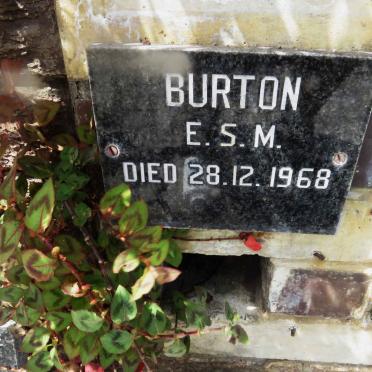 BURTON
E. S. M.
DIED 28.12.1968